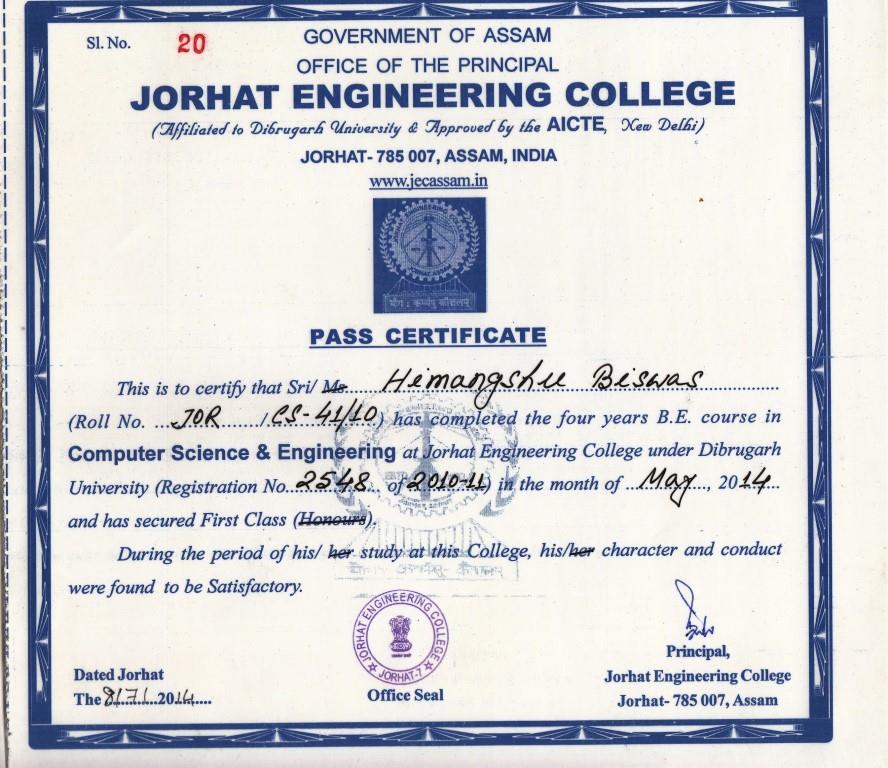 Sl. No. 20
GOVERNMENT OF ASSAM
OFFICE OF THE PRINCIPAL
JORHAT ENGINEERING COLLEGE
(Affiliated to Dibrugarh University & Approved by the AICTE, New Delhi)
JORHAT- 785 007, ASSAM, INDIA
www.jecassam.in
PASS CERTIFICATE
This is to certify that Sri/ Ms. Himangshu Biswas
(Roll No. ...JOR......./CS-41/10) has completed the four years B.E. course in
Computer Science & Engineering at Jorhat Engineering College under Dibrugarh
University (Registration No...2548... of 2010-11) in the month of ...May..., 2014...
and has secured First Class (Honours).
During the period of his/ her study at this College, his/her character and conduct
were found to be Satisfactory.
JORHAT ENGINEERING COLLEGE
JORHAT-7
Principal,
Dated Jorhat
Jorhat Engineering College
The 8/7/...2014....
Office Seal
Jorhat- 785 007, Assam